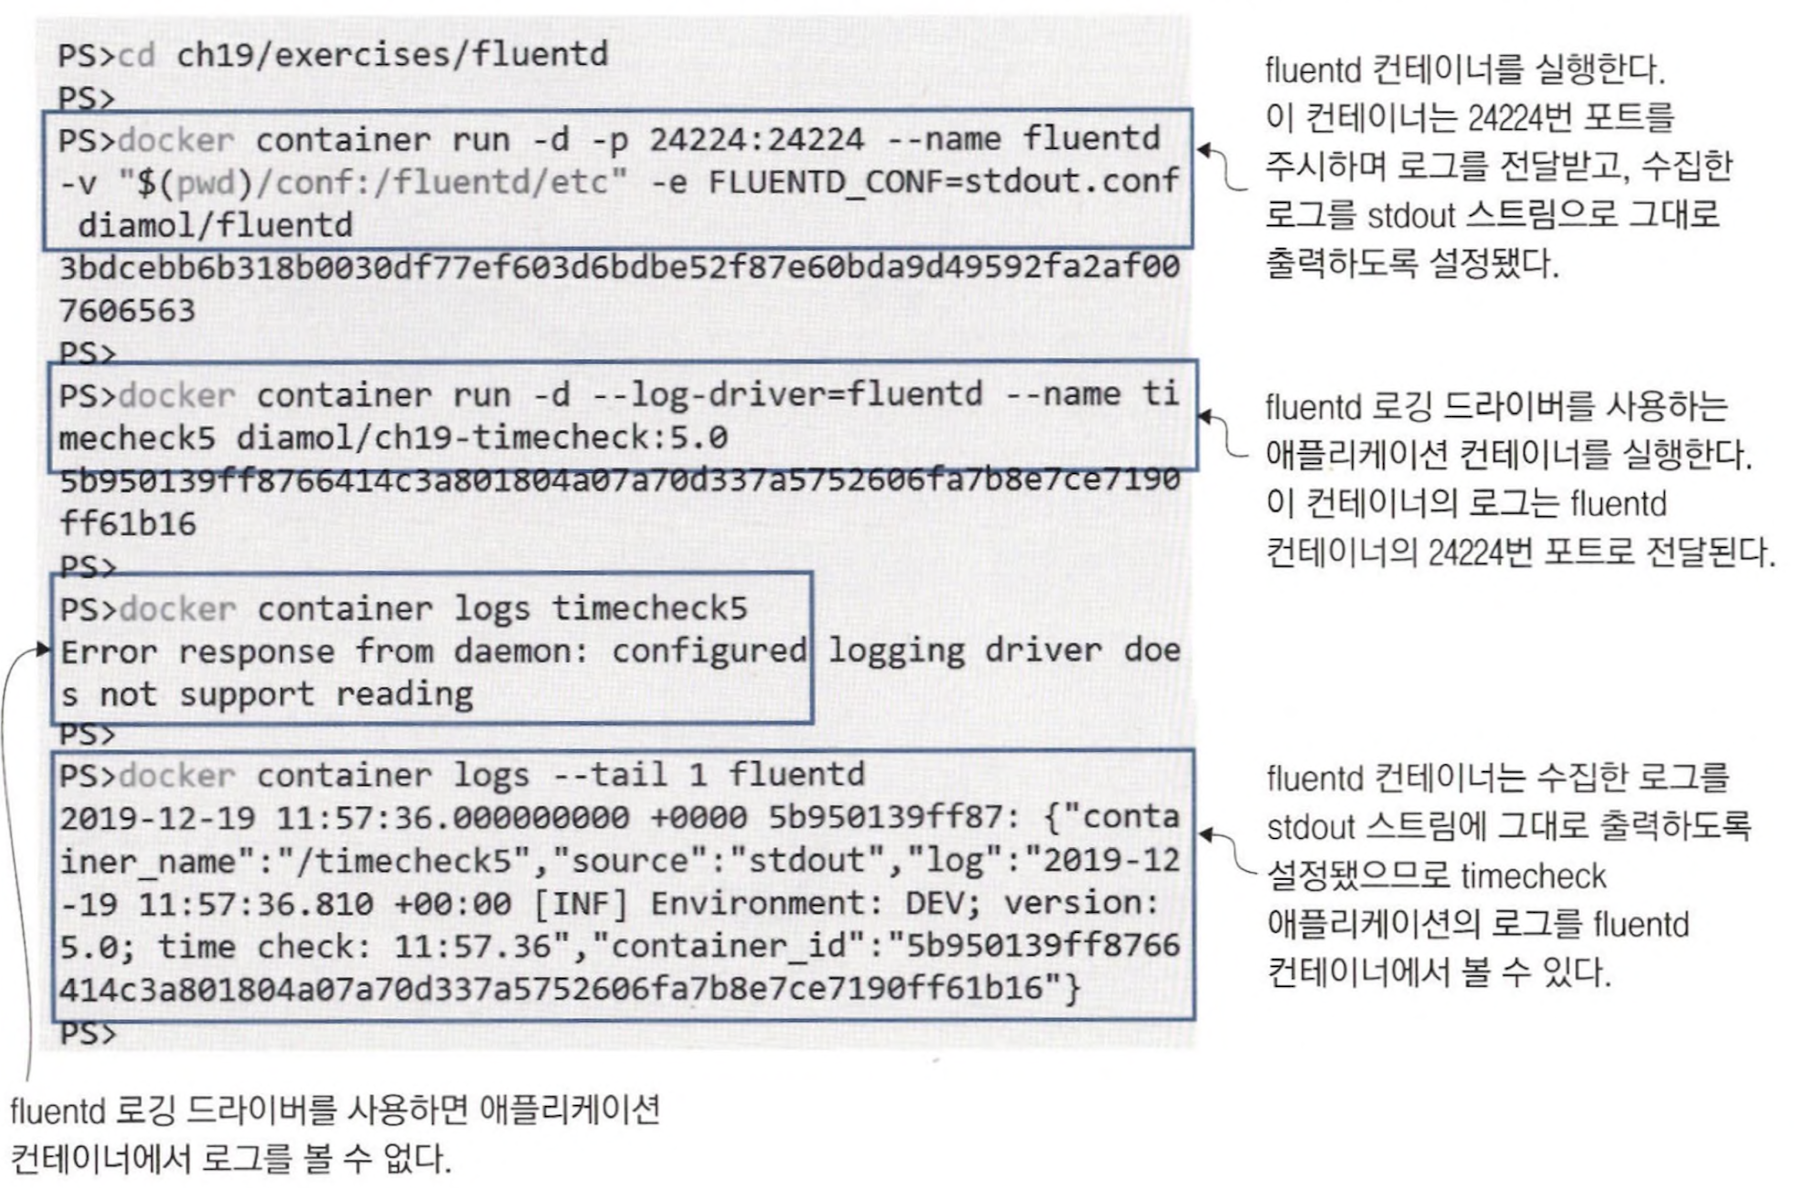 PS>cd ch19/exercises/fluentd
PS>
PS>docker container run -d -p 24224:24224 --name fluentd
-v "$(pwd)/conf:/fluentd/etc" -e FLUENTD_CONF=stdout.conf
diamol/fluentd
3bdcebb6b318b0030df77ef603d6bdbe52f87e60bda9d49592fa2af00
7606563
PS>
PS>docker container run -d --log-driver=fluentd --name ti
mecheck5 diamol/ch19-timecheck:5.0
5b950139ff8766414c3a801804a07a70d337a5752606fa7b8e7ce7190
ff61b16
PS>
PS>docker container logs timecheck5
Error response from daemon: configured logging driver doe
s not support reading
PS>
PS>docker container logs --tail 1 fluentd
2019-12-19 11:57:36.000000000 +0000 5b950139ff87: {"conta
iner_name":"/timecheck5","source":"stdout","log":"2019-12
-19 11:57:36.810 +00:00 [INF] Environment: DEV; version:
5.0; time check: 11:57.36","container_id":"5b950139ff8766
414c3a801804a07a70d337a5752606fa7b8e7ce7190ff61b16"}
PS>
fluentd 컨테이너를 실행한다.
이 컨테이너는 24224번 포트를
주시하며 로그를 전달받고, 수집한
로그를 stdout 스트림으로 그대로
출력하도록 설정됐다.
fluentd 로깅 드라이버를 사용하는
애플리케이션 컨테이너를 실행한다.
이 컨테이너의 로그는 fluentd
컨테이너의 24224번 포트로 전달된다.
fluentd 컨테이너는 수집한 로그를
stdout 스트림에 그대로 출력하도록
설정됐으므로 timecheck
애플리케이션의 로그를 fluentd
컨테이너에서 볼 수 있다.
fluentd 로깅 드라이버를 사용하면 애플리케이션
컨테이너에서 로그를 볼 수 없다.